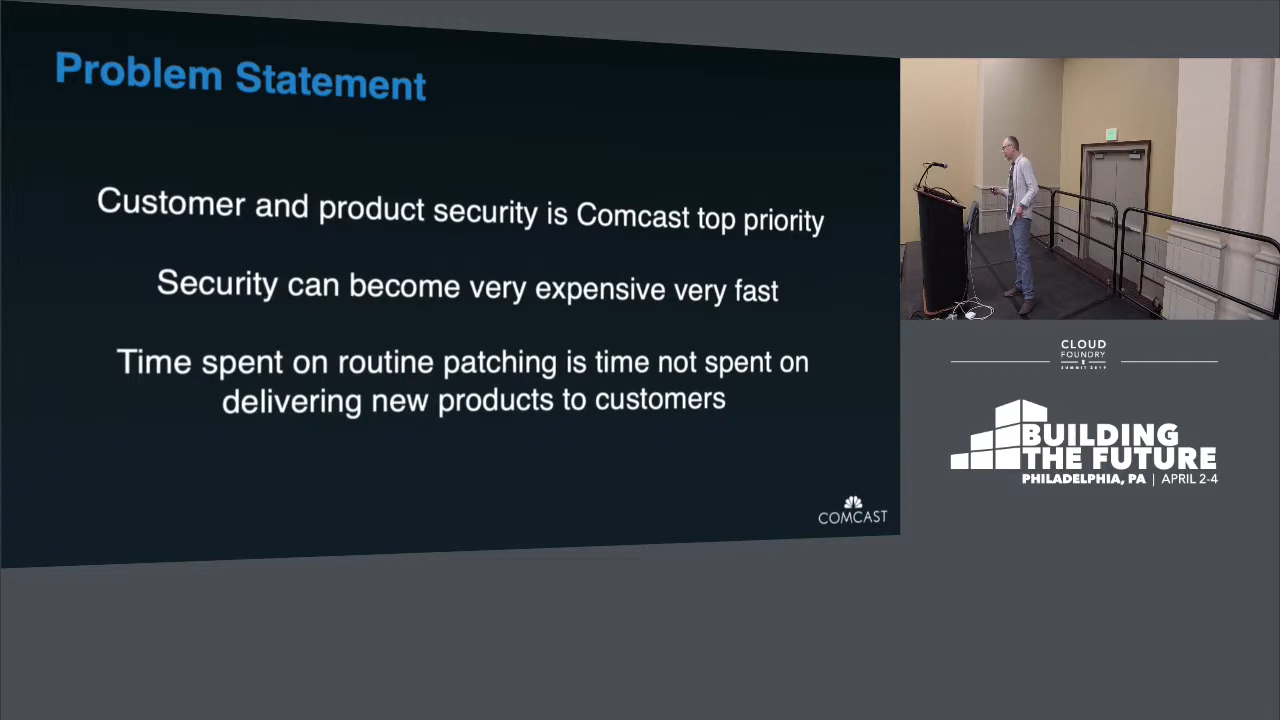 Problem Statement
Customer and product security is Comcast top priority
Security can become very expensive very fast
Time spent on routine patching is time not spent on
delivering new products to customers
COMCAST
CLOUD
FOUNDRY
SUMMIT 2019
BUILDING
THE FUTURE
PHILADELPHIA, PA | APRIL 2-4